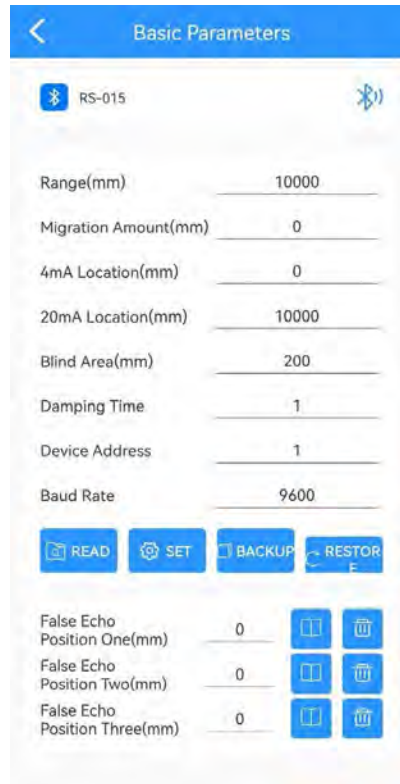 Basic Parameters
RS-015
Range(mm) 10000
Migration Amount(mm) 0
4mA Location(mm) 0
20mA Location(mm) 10000
Blind Area(mm) 200
Damping Time 1
Device Address 1
Baud Rate 9600
READ SET BACKUP RESTOR
E
False Echo
Position One(mm) 0
False Echo
Position Two(mm) 0
False Echo
Position Three(mm) 0